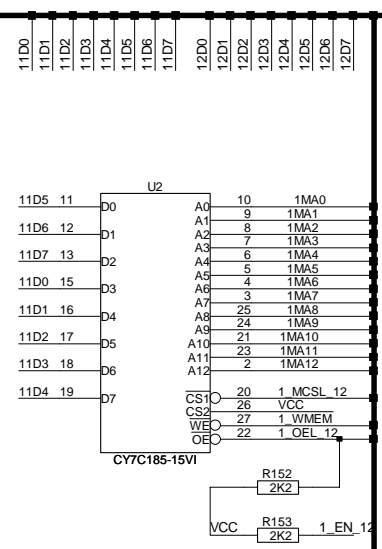 11D0 11D1 11D2 11D3 11D4 11D5 11D6 11D7 12D0 12D1 12D2 12D3 12D4 12D5 12D6 12D7
U2
11D5 11 D0 A0 10 1MA0
A1 9 1MA1
11D6 12 D1 A2 8 1MA2
A3 7 1MA3
11D7 13 D2 A4 6 1MA4
A5 5 1MA5
11D0 15 D3 A6 4 1MA6
A7 3 1MA7
11D1 16 D4 A8 25 1MA8
A9 24 1MA9
11D2 17 D5 A10 21 1MA10
A11 23 1MA11
11D3 18 D6 A12 2 1MA12
11D4 19 D7 CS1 20 1_MCSL_12
CS2 26 VCC
WE 27 1_WMEM
OE 22 1_OEL_12
CY7C185-15VI
R152
2K2
VCC R153 1_EN_12
2K2